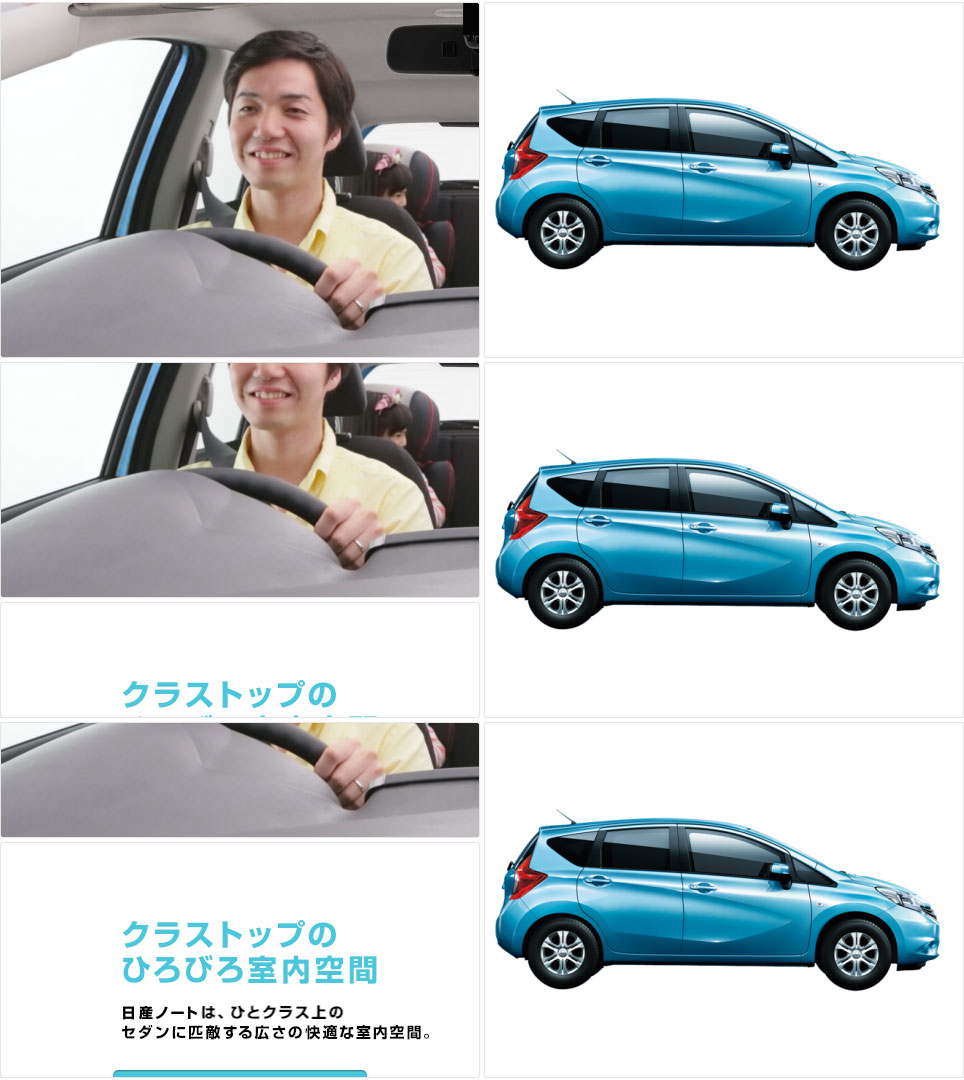 クラストップの
クラストップの
ひろびろ室内空間
日産ノートは、ひとクラス上の
セダンに匹敵する広さの快適な室内空間。